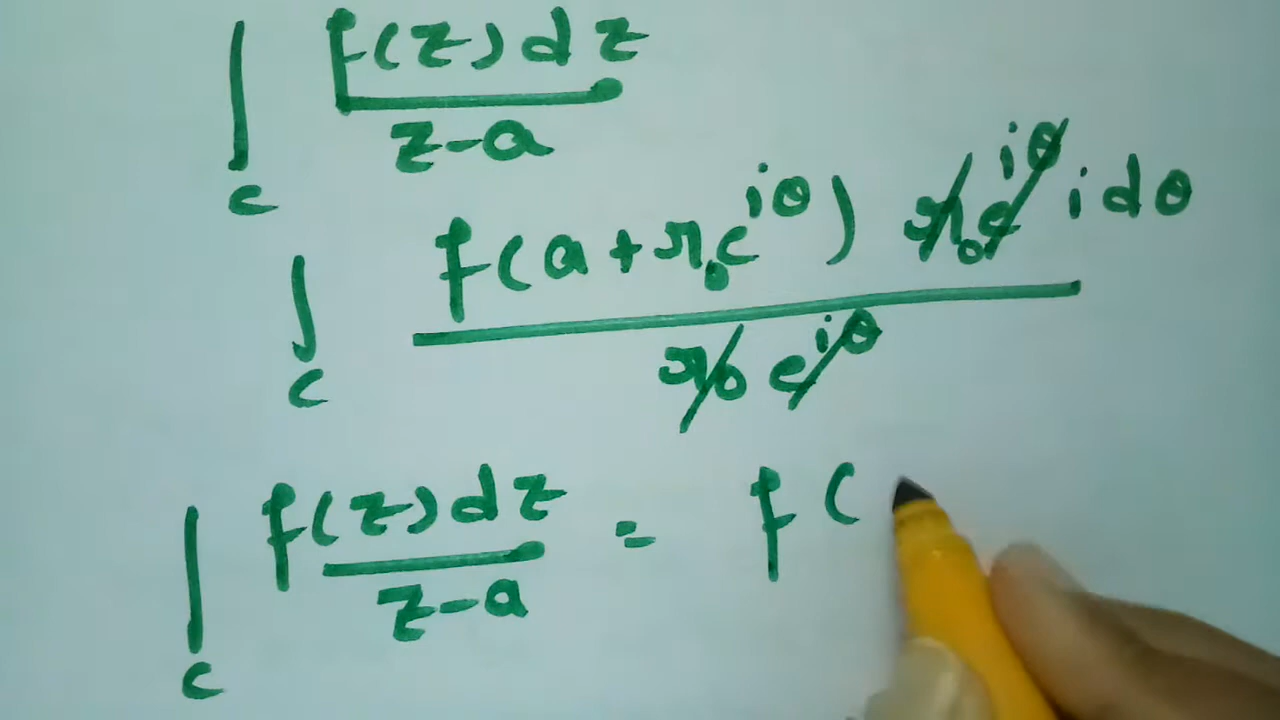 ∫_c f(z)dz / z-a
∫_c f(a+r₀e^{iθ}) r₀e^{iθ} i dθ / r₀e^{iθ}
∫_c f(z)dz / z-a = f(